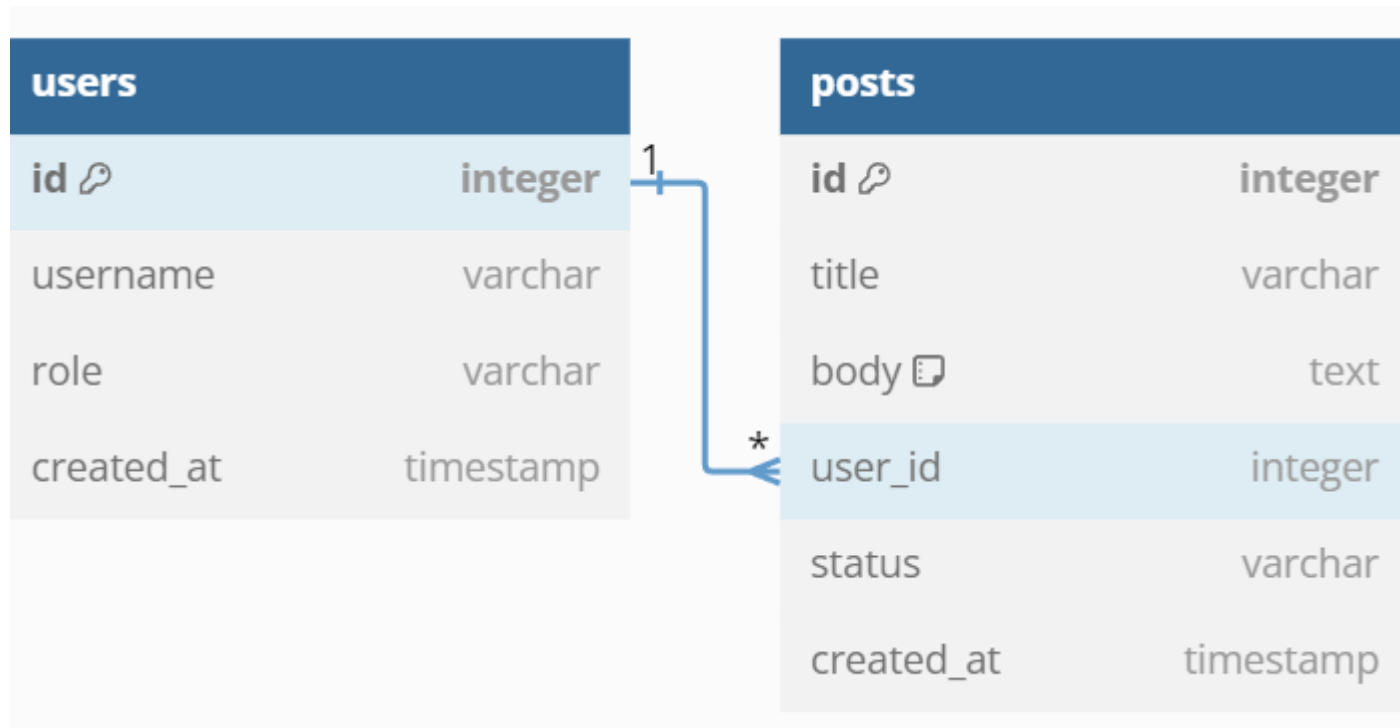 users
id integer
username varchar
role varchar
created_at timestamp
1
*
posts
id integer
title varchar
body text
user_id integer
status varchar
created_at timestamp